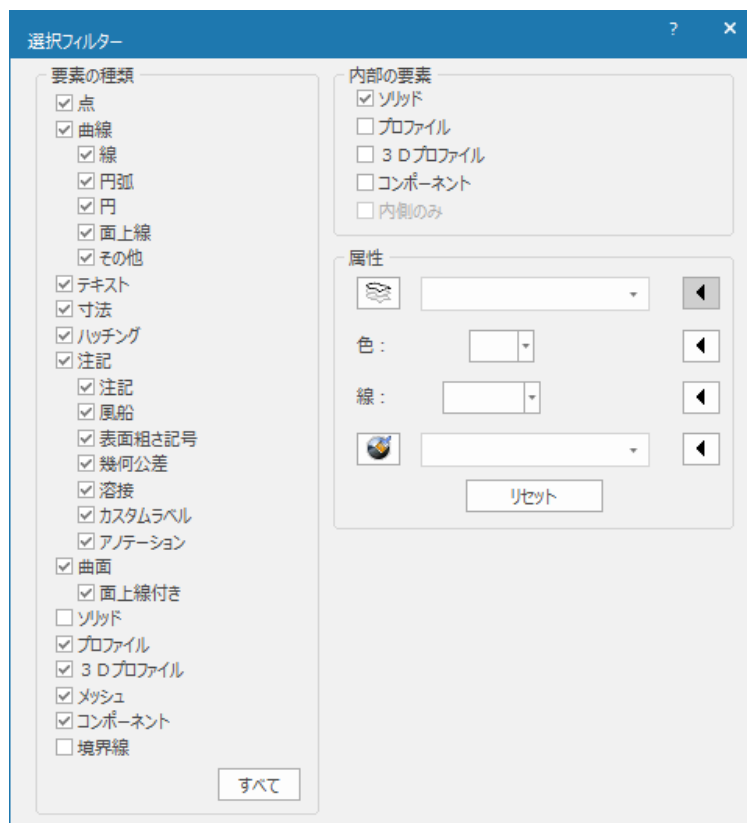 選択フィルター
?
×
要素の種類
点
曲線
線
円弧
円
面上線
その他
テキスト
寸法
ハッチング
注記
注記
風船
表面粗さ記号
幾何公差
溶接
カスタムラベル
アノテーション
曲面
面上線付き
ソリッド
プロファイル
３Ｄプロファイル
メッシュ
コンポーネント
境界線
すべて
内部の要素
ソリッド
プロファイル
３Ｄプロファイル
コンポーネント
内側のみ
属性
色：
線：
リセット